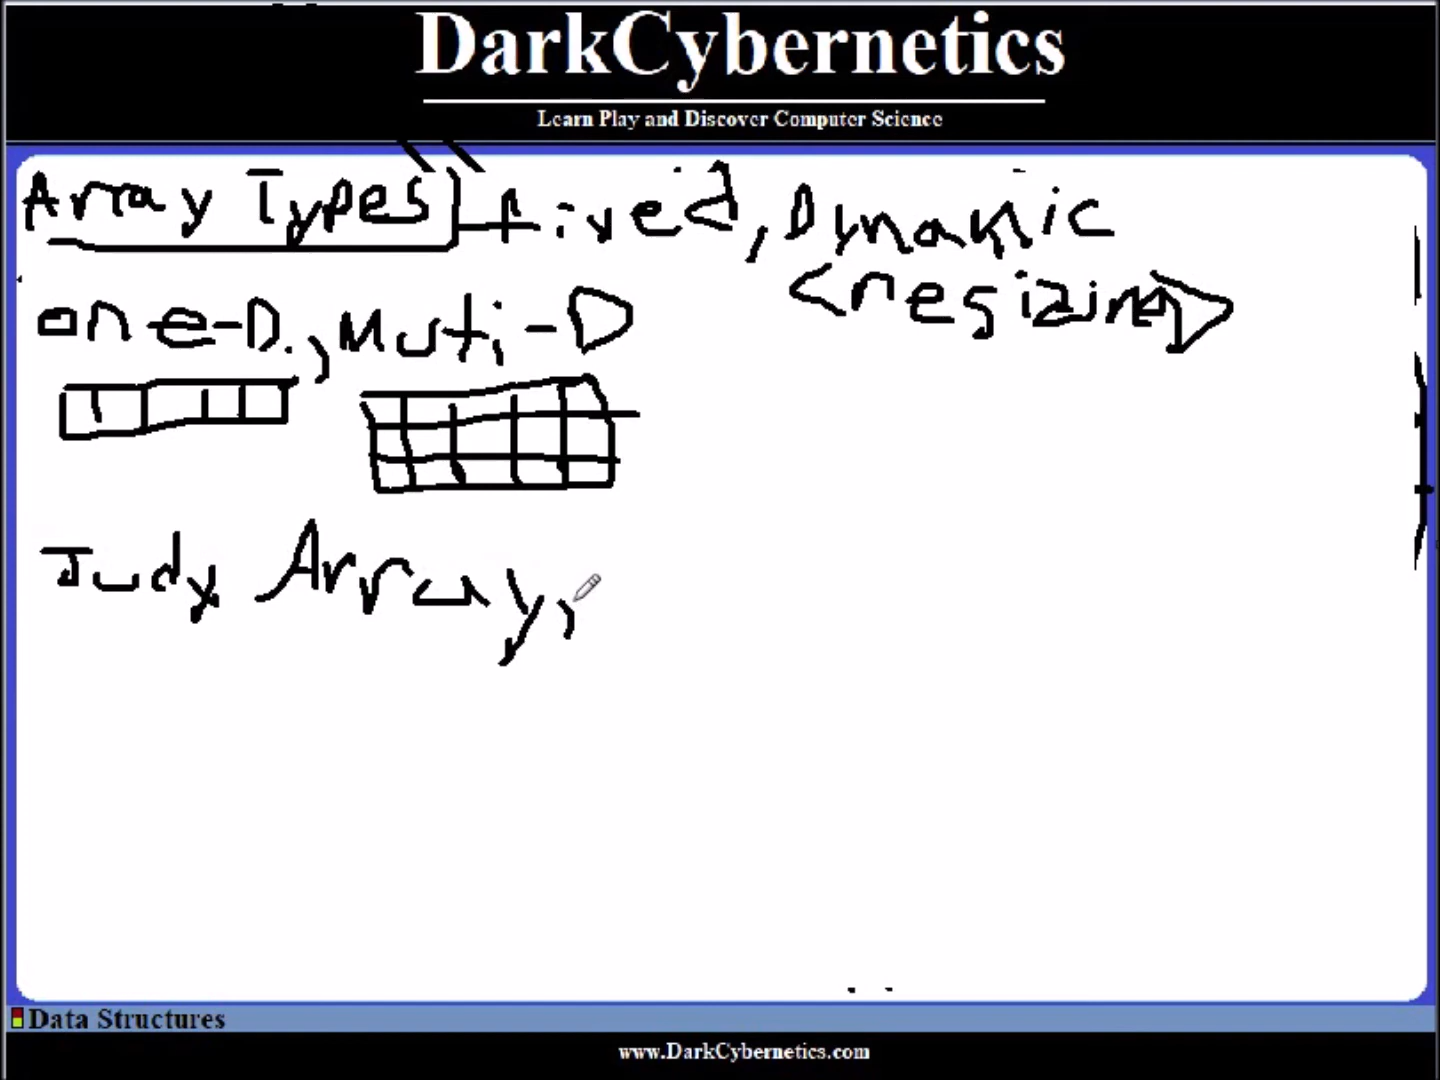 DarkCybernetics
Learn Play and Discover Computer Science
Array Types fixed, Dynamic
<resizing>
one-D., Muti-D
Judy Array,
Data Structures
www.DarkCybernetics.com